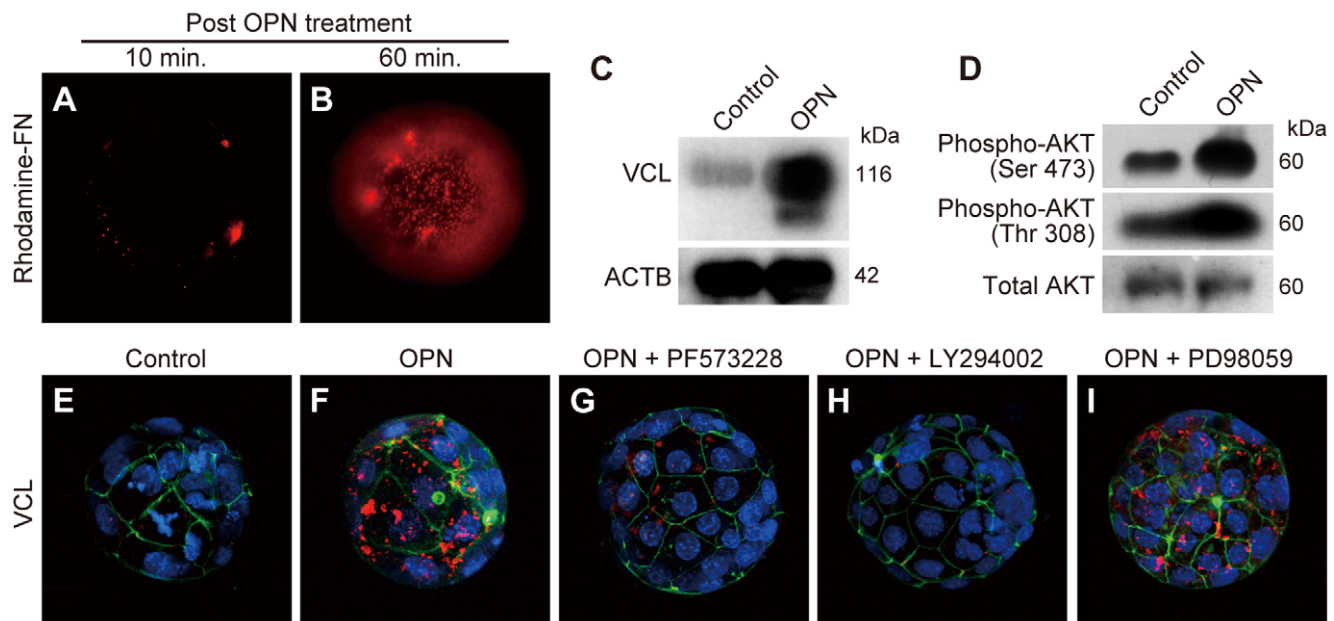 Post OPN treatment
10 min. 60 min.
Rhodamine-FN
A
B
C
Control OPN
kDa
VCL 116
ACTB 42
D
Control OPN
kDa
Phospho-AKT
(Ser 473) 60
Phospho-AKT
(Thr 308) 60
Total AKT 60
Control OPN OPN + PF573228 OPN + LY294002 OPN + PD98059
VCL
E F G H I